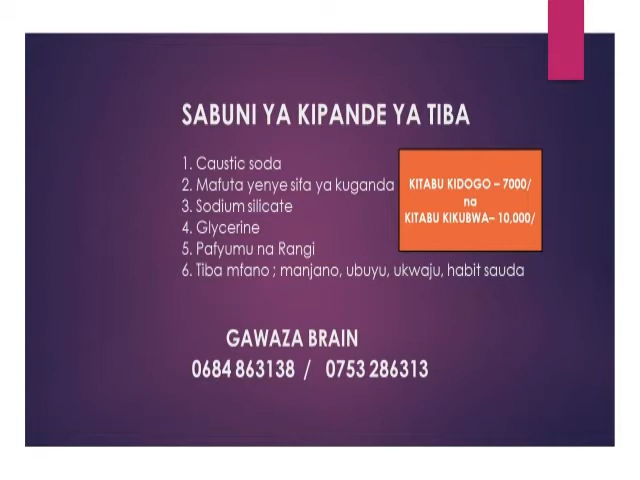 SABUNI YA KIPANDE YA TIBA
1. Caustic soda
2. Mafuta yenye sifa ya kuganda
3. Sodium silicate
4. Glycerine
5. Pafyumu na Rangi
6. Tiba mfano ; manjano, ubuyu, ukwaju, habit sauda
KITABU KIDOGO – 7000/
na
KITABU KIKUBWA– 10,000/
GAWAZA BRAIN
0684 863138 / 0753 286313